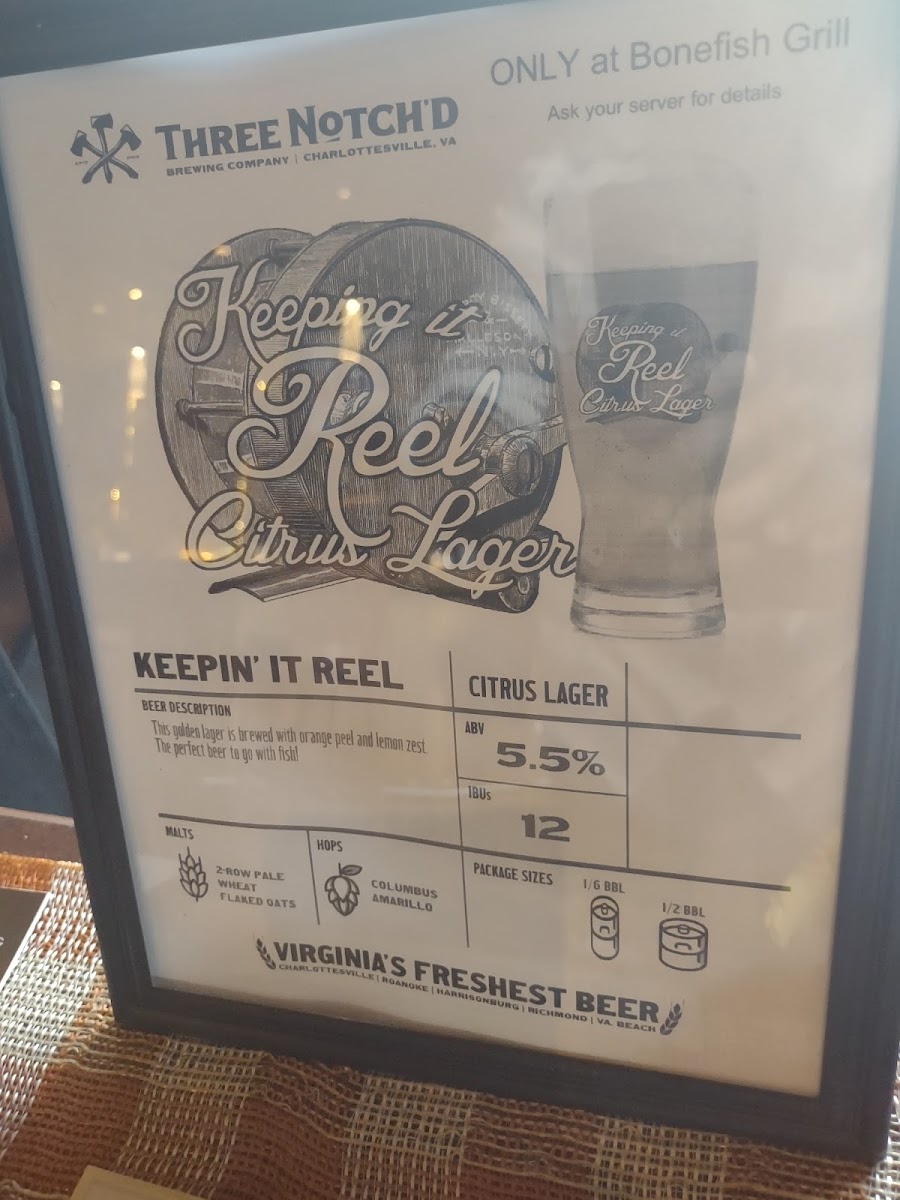 ONLY at Bonefish Grill
Ask your server for details
THREE NOTCH'D
BREWING COMPANY | CHARLOTTESVILLE, VA
Keeping it
Reel
Citrus Lager
Keeping it
Reel
Citrus Lager
KEEPIN' IT REEL
CITRUS LAGER
BEER DESCRIPTION
This golden lager is brewed with orange peel and lemon zest.
The perfect beer to go with fish!
ABV
5.5%
IBUs
12
MALTS
2-ROW PALE
WHEAT
FLAKED OATS
HOPS
COLUMBUS
AMARILLO
PACKAGE SIZES
1/6 BBL
1/2 BBL
VIRGINIA'S FRESHEST BEER
CHARLOTTESVILLE | ROANOKE | HARRISONBURG | RICHMOND | VA. BEACH